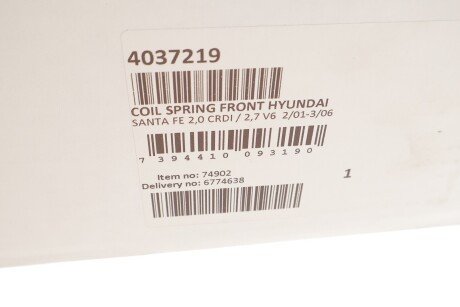 4037219
COIL SPRING FRONT HYUNDAI
SANTA FE 2,0 CRDI / 2,7 V6 2/01-3/06
7 394410 093190
Item no: 74902
Delivery no: 6774638
1